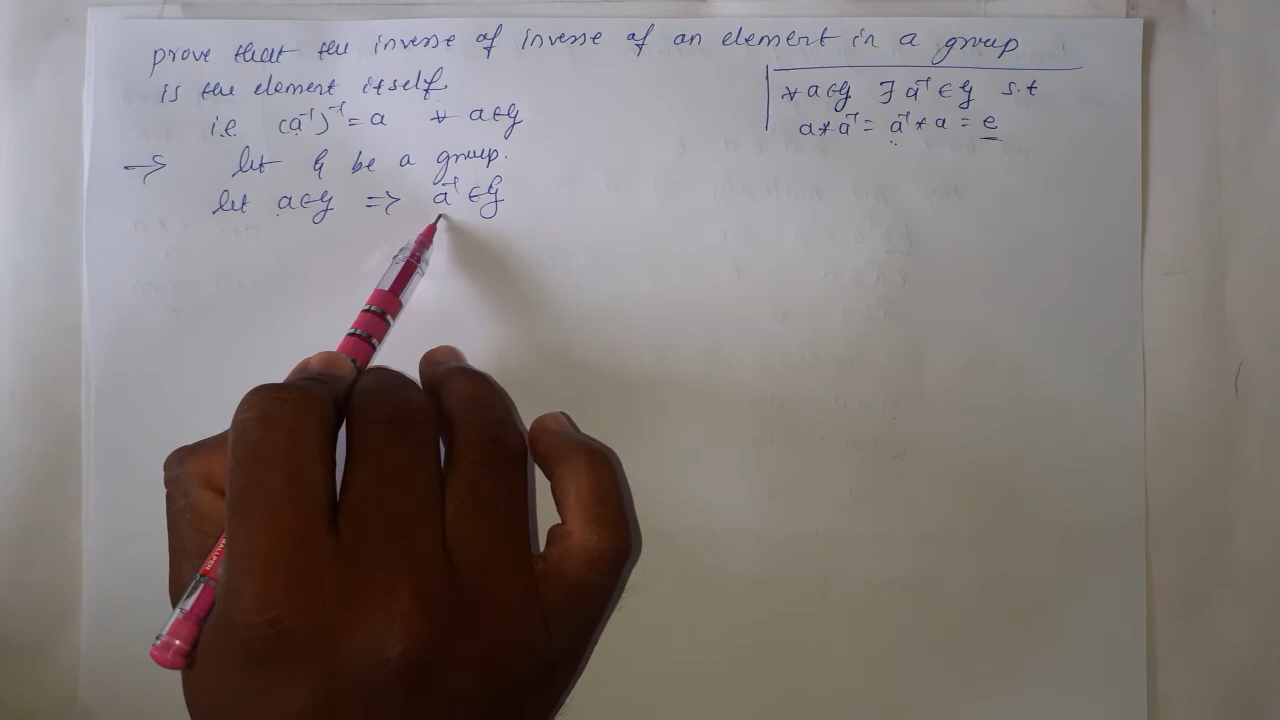 prove that the inverse of inverse of an element in a group
is the element itself.
i.e (a⁻¹)⁻¹ = a ∀ a∈G
→ let G be a group.
let a∈G => a⁻¹ ∈ G
∀ a∈G ∃ a⁻¹ ∈ G s.t
a * a⁻¹ = a⁻¹ * a = e
BALLPEN